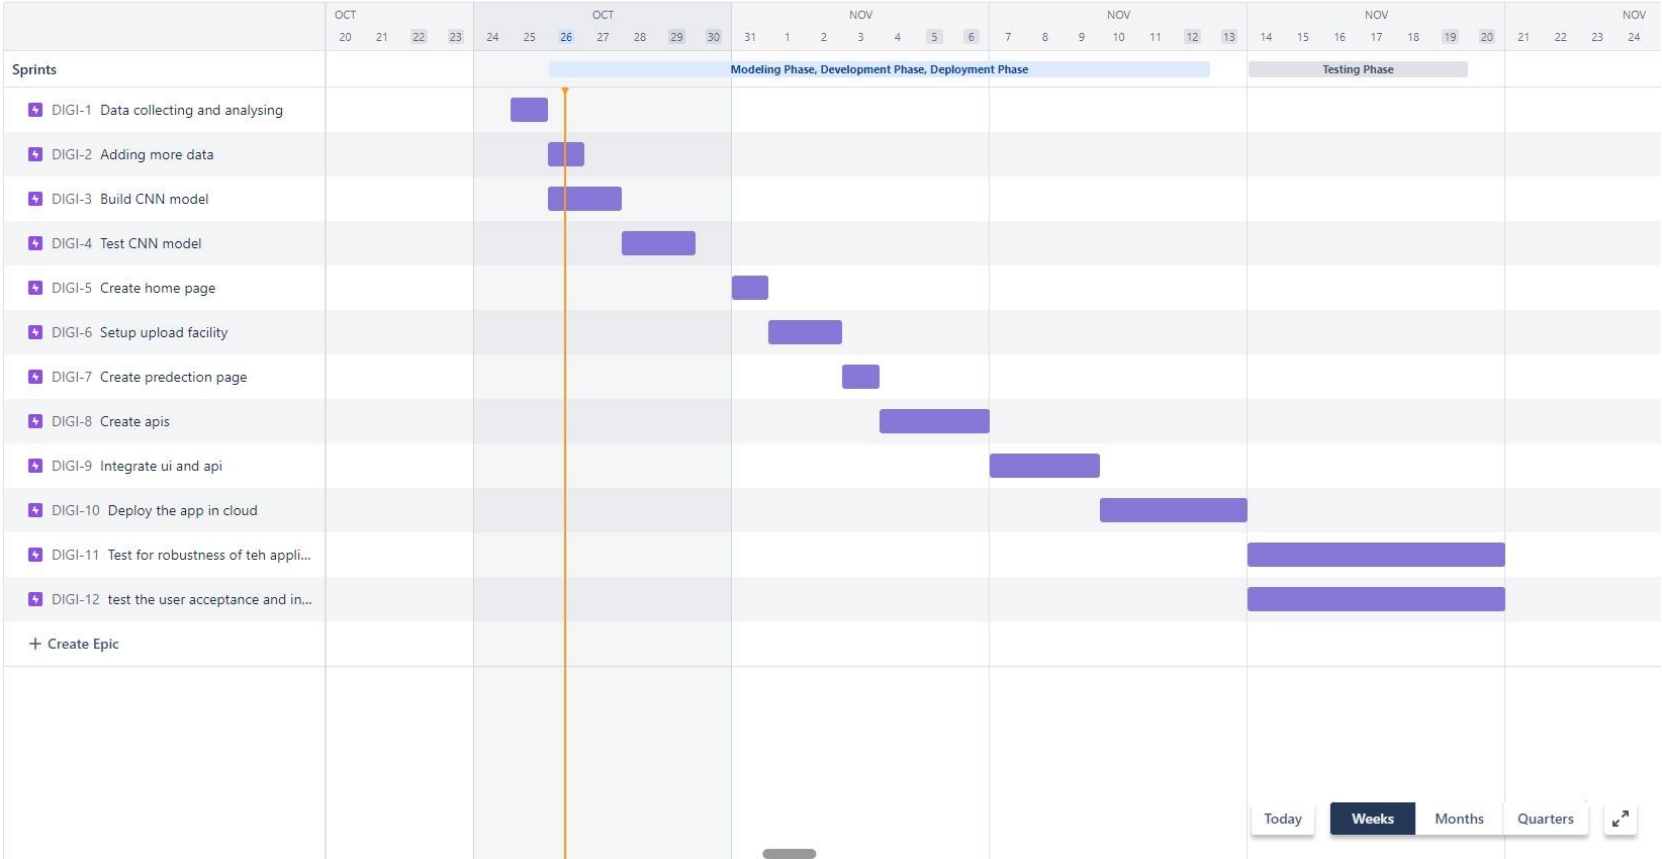 OCT OCT NOV NOV NOV NOV
20 21 22 23 24 25 26 27 28 29 30 31 1 2 3 4 5 6 7 8 9 10 11 12 13 14 15 16 17 18 19 20 21 22 23 24
Sprints Modeling Phase, Development Phase, Deployment Phase Testing Phase
DIGI-1 Data collecting and analysing
DIGI-2 Adding more data
DIGI-3 Build CNN model
DIGI-4 Test CNN model
DIGI-5 Create home page
DIGI-6 Setup upload facility
DIGI-7 Create predection page
DIGI-8 Create apis
DIGI-9 Integrate ui and api
DIGI-10 Deploy the app in cloud
DIGI-11 Test for robustness of teh appli...
DIGI-12 test the user acceptance and in...
+ Create Epic
Today Weeks Months Quarters